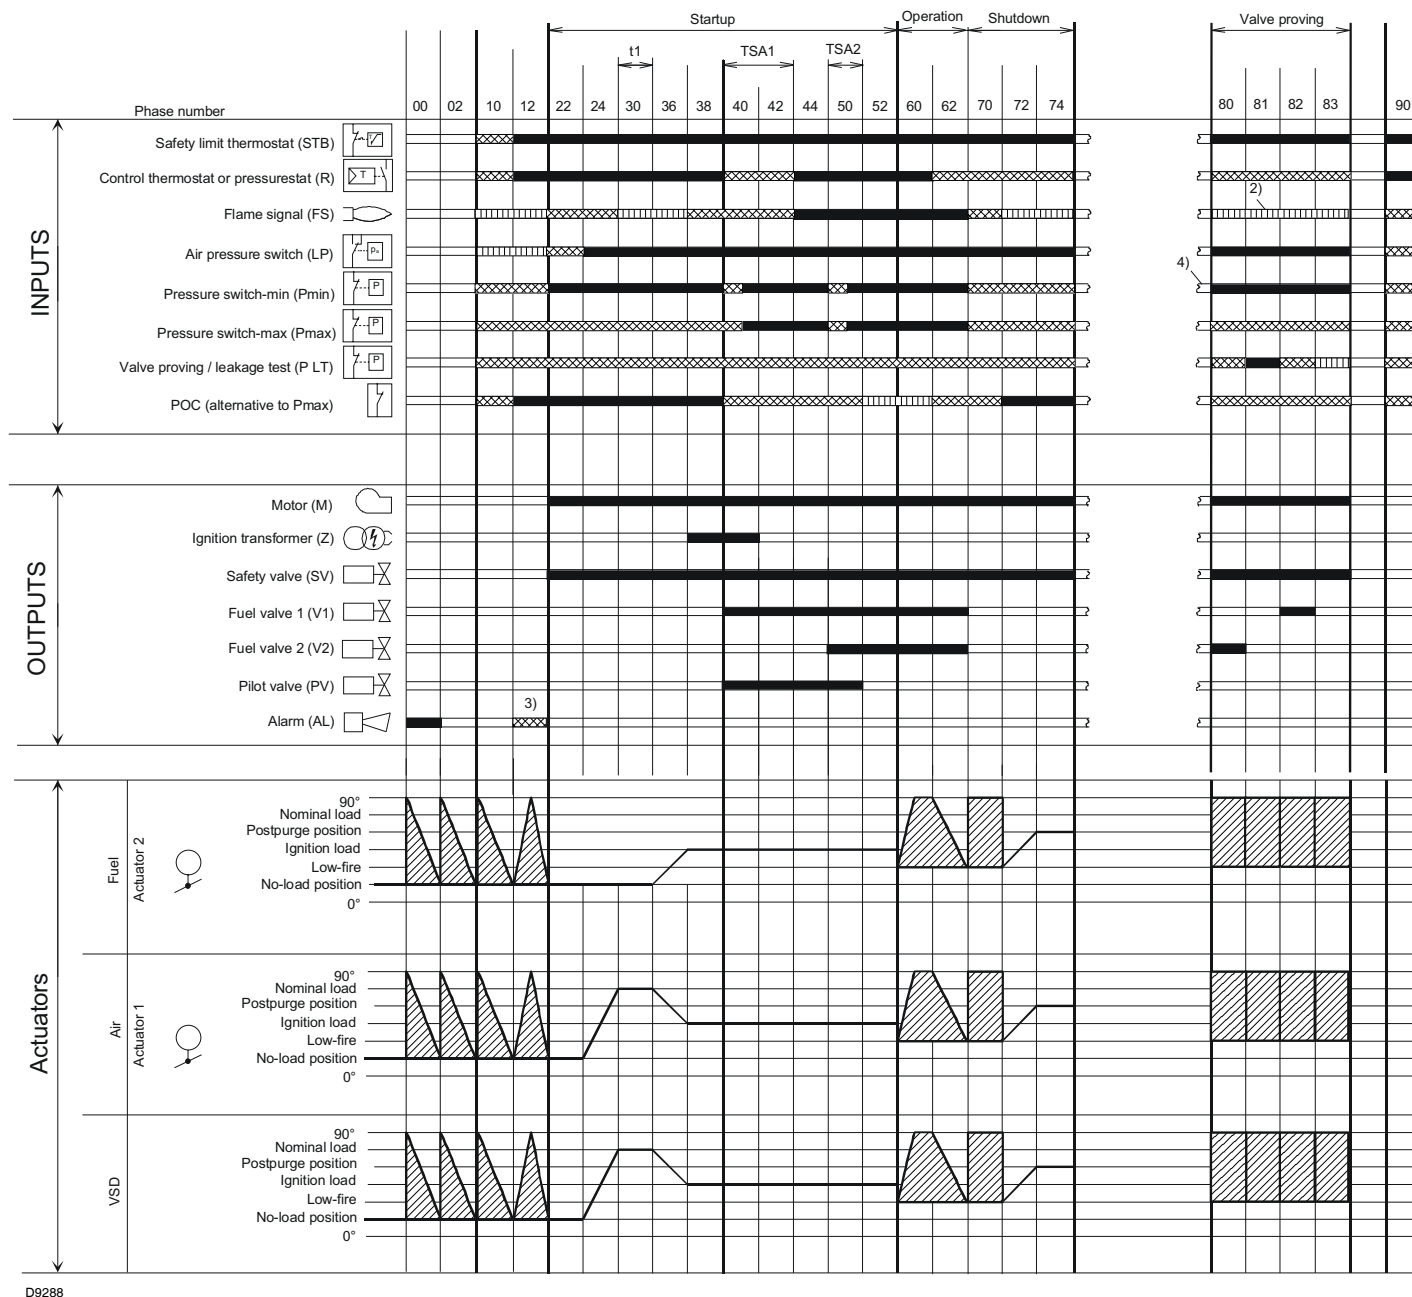 Startup Operation Shutdown Valve proving
t1 TSA1 TSA2
Phase number 00 02 10 12 22 24 30 36 38 40 42 44 50 52 60 62 70 72 74 80 81 82 83 90
INPUTS
Safety limit thermostat (STB)
Control thermostat or pressurestat (R) T
2)
Flame signal (FS)
Air pressure switch (LP)
4)
Pressure switch-min (Pmin) P
Pressure switch-max (Pmax) P
Valve proving / leakage test (P LT) P
POC (alternative to Pmax)
OUTPUTS
Motor (M)
Ignition transformer (Z)
Safety valve (SV)
Fuel valve 1 (V1)
Fuel valve 2 (V2)
Pilot valve (PV)
3)
Alarm (AL)
Actuators
Fuel
Actuator 2
90°
Nominal load
Postpurge position
Ignition load
Low-fire
No-load position
0°
Air
Actuator 1
90°
Nominal load
Postpurge position
Ignition load
Low-fire
No-load position
0°
VSD
90°
Nominal load
Postpurge position
Ignition load
Low-fire
No-load position
0°
D9288